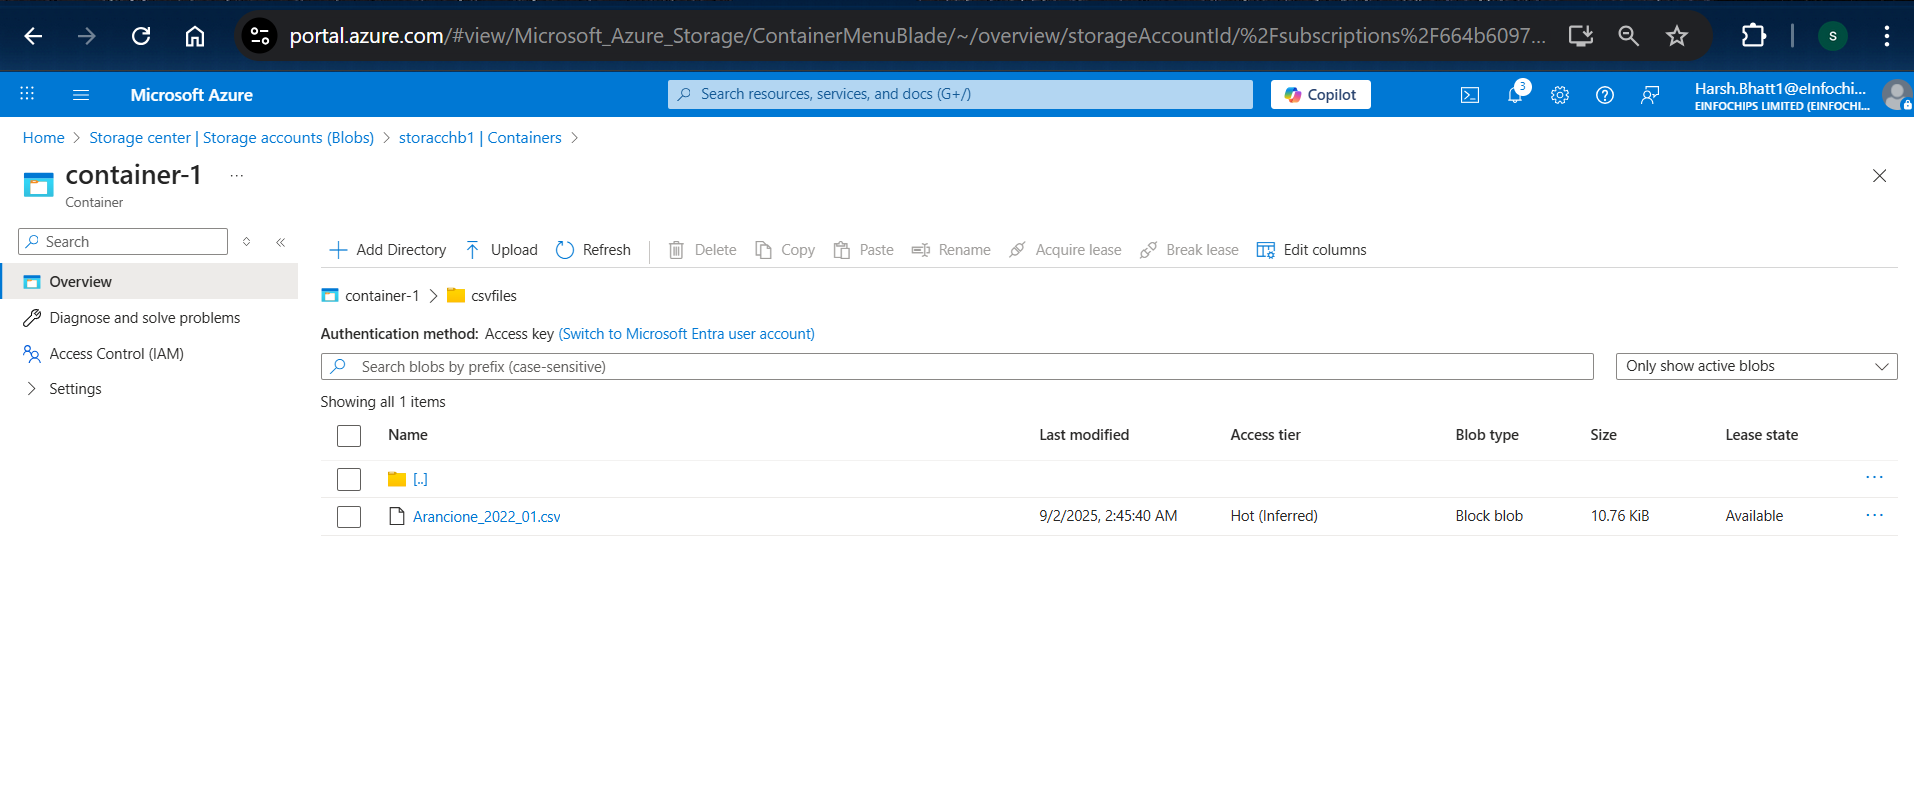 portal.azure.com/#view/Microsoft_Azure_Storage/ContainerMenuBlade/~/overview/storageAccountId/%2Fsubscriptions%2F664b6097...
S
Microsoft Azure
Search resources, services, and docs (G+/)
Copilot
3
Harsh.Bhatt1@eInfochi...
EINFOCHIPS LIMITED (EINFOCHI...
Home > Storage center | Storage accounts (Blobs) > storacchb1 | Containers >
container-1 ...
Container
Search
Add Directory Upload Refresh Delete Copy Paste Rename Acquire lease Break lease Edit columns
Overview
Diagnose and solve problems
Access Control (IAM)
Settings
container-1 > csvfiles
Authentication method: Access key (Switch to Microsoft Entra user account)
Search blobs by prefix (case-sensitive)
Only show active blobs
Showing all 1 items
Name Last modified Access tier Blob type Size Lease state
[..] ...
Arancione_2022_01.csv 9/2/2025, 2:45:40 AM Hot (Inferred) Block blob 10.76 KiB Available ...